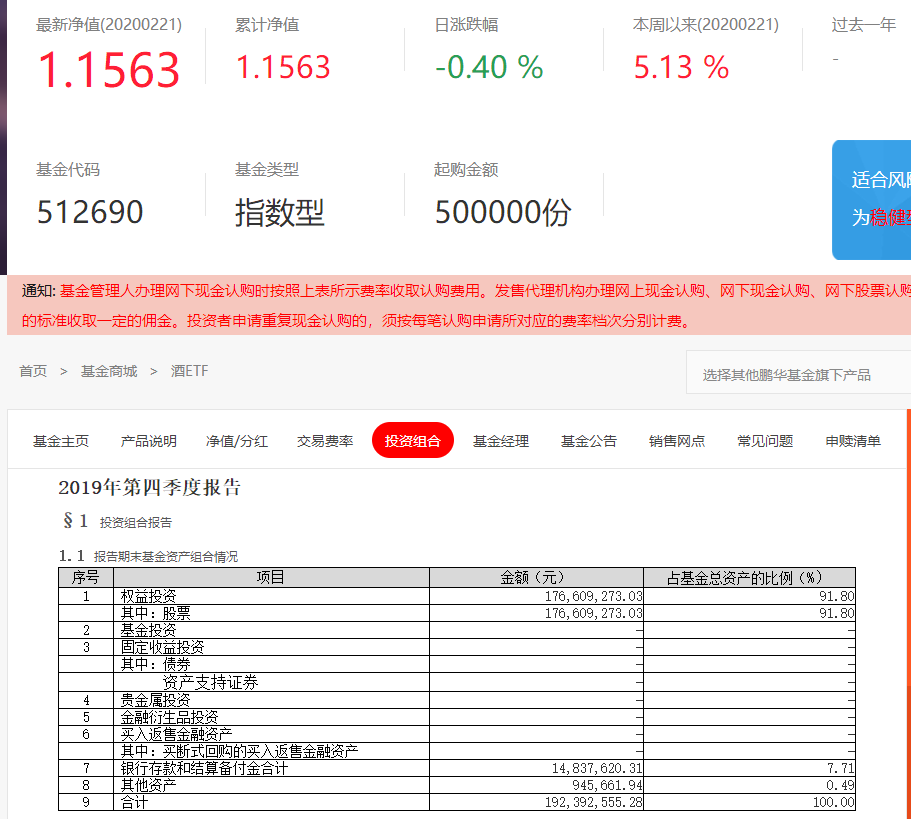 最新净值(20200221) 累计净值 日涨跌幅 本周以来(20200221) 过去一年
1.1563 1.1563 -0.40 % 5.13 % -
基金代码 基金类型 起购金额
512690 指数型 500000份
适合风
为稳健
通知: 基金管理人办理网下现金认购时按照上表所示费率收取认购费用。发售代理机构办理网上现金认购、网下现金认购、网下股票认购
的标准收取一定的佣金。投资者申请重复现金认购的，须按每笔认购申请所对应的费率档次分别计费。
首页 > 基金商城 > 酒ETF 选择其他鹏华基金旗下产品
基金主页 产品说明 净值/分红 交易费率 投资组合 基金经理 基金公告 销售网点 常见问题 申赎清单
2019年第四季度报告
§1 投资组合报告
1.1 报告期末基金资产组合情况
序号 项目 金额（元） 占基金总资产的比例（%）
1 权益投资 176,609,273.03 91.80
其中：股票 176,609,273.03 91.80
2 基金投资 – –
3 固定收益投资 – –
其中：债券 – –
资产支持证券 – –
4 贵金属投资 – –
5 金融衍生品投资 – –
6 买入返售金融资产 – –
其中：买断式回购的买入返售金融资产 – –
7 银行存款和结算备付金合计 14,837,620.31 7.71
8 其他资产 945,661.94 0.49
9 合计 192,392,555.28 100.00